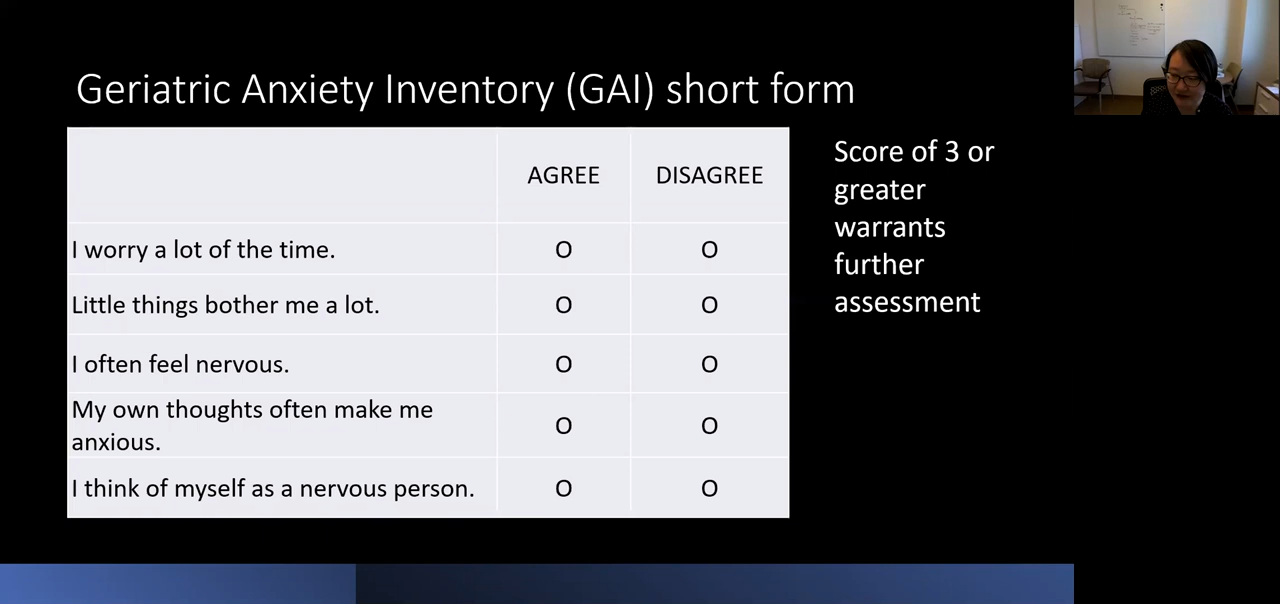 Geriatric Anxiety Inventory (GAI) short form
AGREE
DISAGREE
I worry a lot of the time.
O
O
Little things bother me a lot.
O
O
I often feel nervous.
O
O
My own thoughts often make me
anxious.
O
O
I think of myself as a nervous person.
O
O
Score of 3 or
greater
warrants
further
assessment